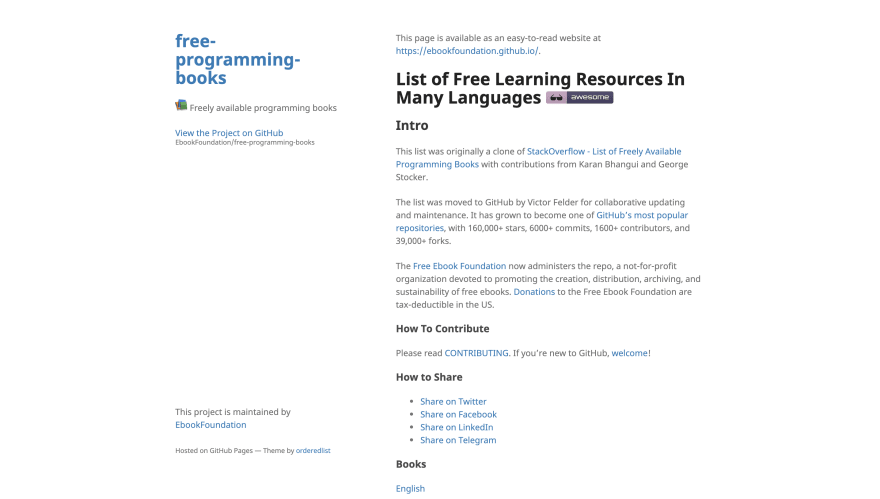 free-
programming-
books
Freely available programming books
View the Project on GitHub
EbookFoundation/free-programming-books
This project is maintained by
EbookFoundation
Hosted on GitHub Pages — Theme by orderedlist
This page is available as an easy-to-read website at
https://ebookfoundation.github.io/.
List of Free Learning Resources In
Many Languages awesome
Intro
This list was originally a clone of StackOverflow - List of Freely Available
Programming Books with contributions from Karan Bhangui and George
Stocker.
The list was moved to GitHub by Victor Felder for collaborative updating
and maintenance. It has grown to become one of GitHub's most popular
repositories, with 160,000+ stars, 6000+ commits, 1600+ contributors, and
39,000+ forks.
The Free Ebook Foundation now administers the repo, a not-for-profit
organization devoted to promoting the creation, distribution, archiving, and
sustainability of free ebooks. Donations to the Free Ebook Foundation are
tax-deductible in the US.
How To Contribute
Please read CONTRIBUTING. If you're new to GitHub, welcome!
How to Share
• Share on Twitter
• Share on Facebook
• Share on LinkedIn
• Share on Telegram
Books
English